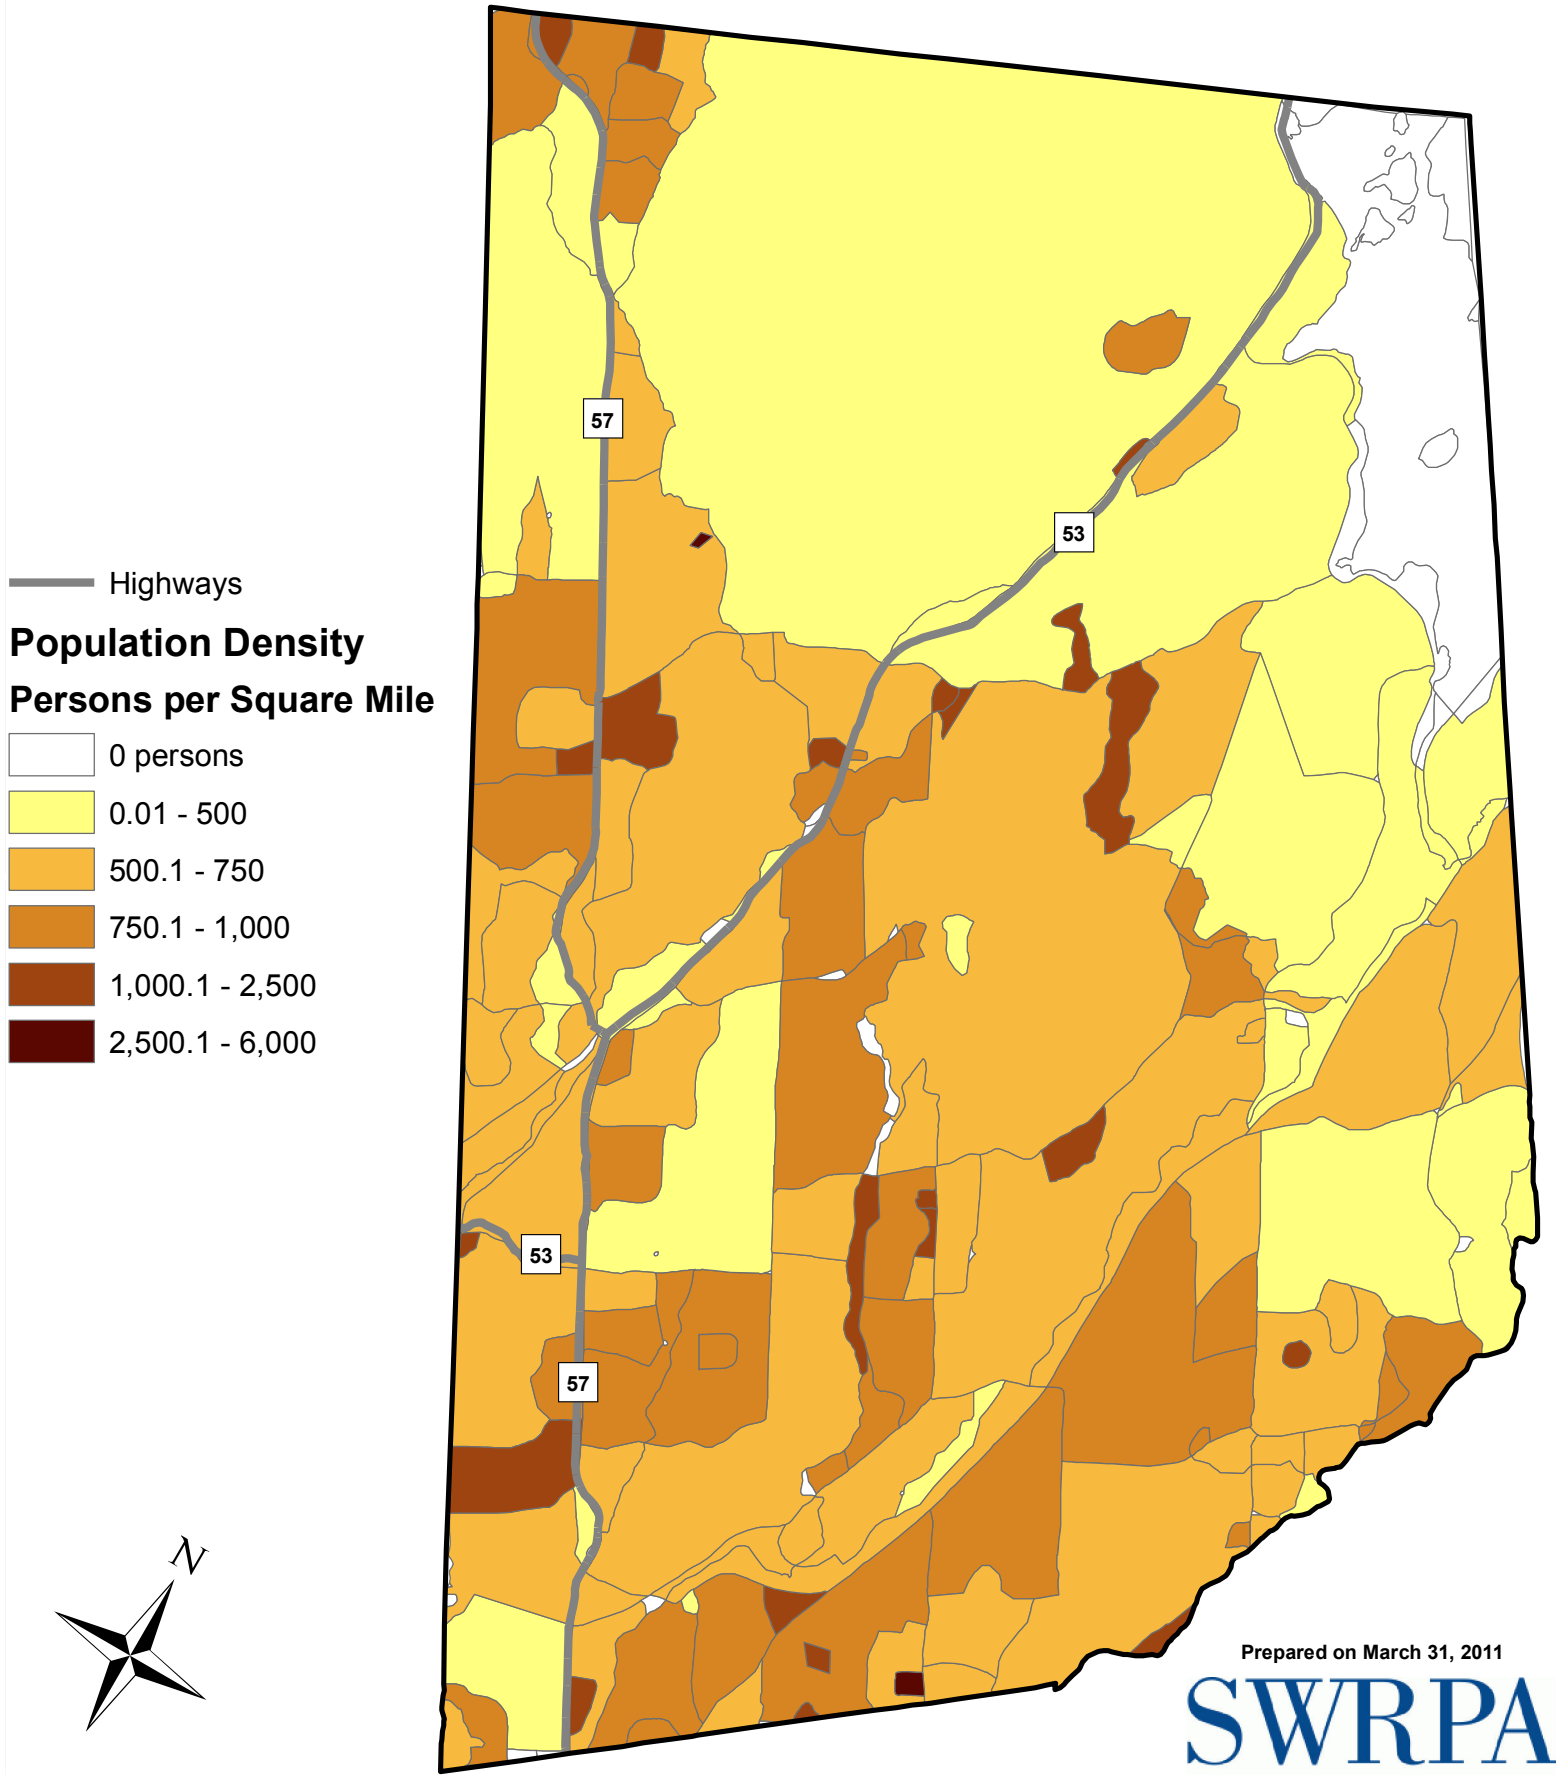 57
53
Highways
Population Density
Persons per Square Mile
0 persons
0.01 - 500
500.1 - 750
750.1 - 1,000
1,000.1 - 2,500
2,500.1 - 6,000
53
57
N
Prepared on March 31, 2011
SWRPA